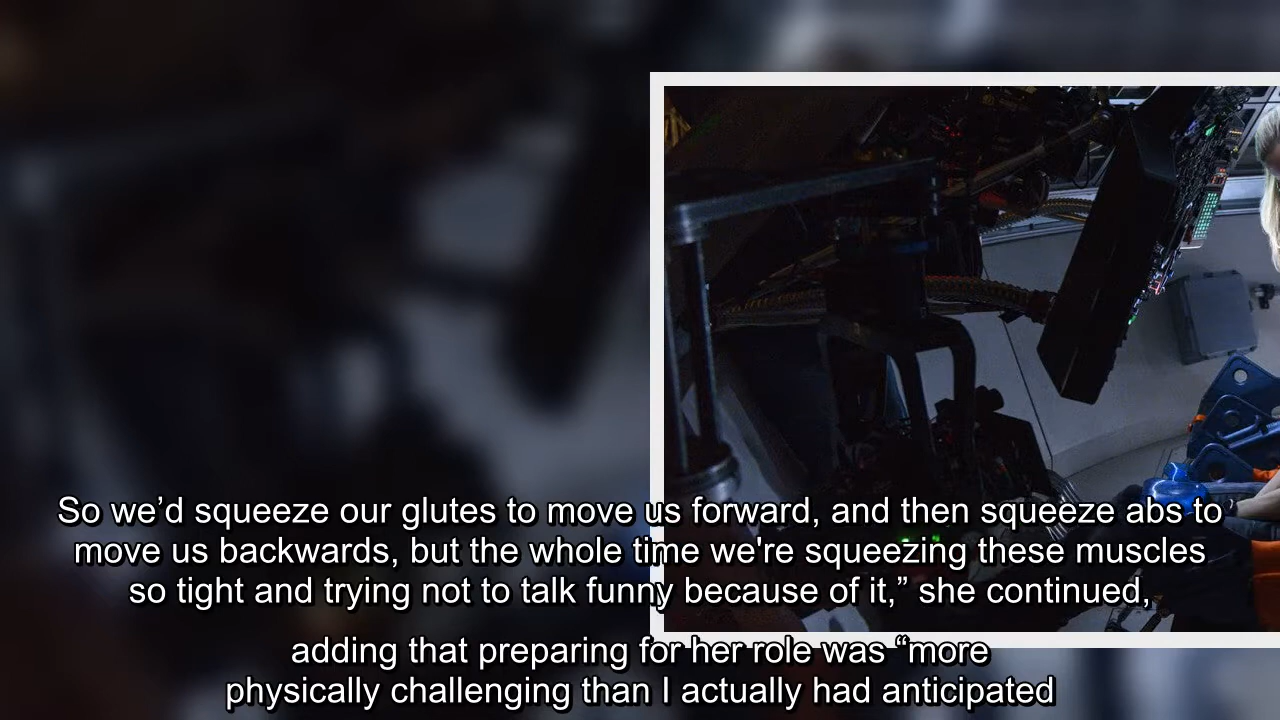 So we’d squeeze our glutes to move us forward, and then squeeze abs to
move us backwards, but the whole time we're squeezing these muscles
so tight and trying not to talk funny because of it,” she continued,
adding that preparing for her role was “more
physically challenging than I actually had anticipated